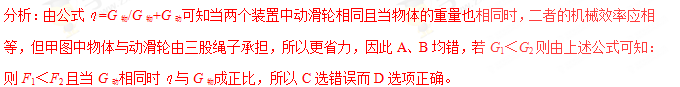 分析：由公式 η=G物/G物+G动可知当两个装置中动滑轮相同且当物体的重量也相同时，二者的机械效率应相
等，但甲图中物体与动滑轮由三股绳子承担，所以更省力，因此 A、B 均错，若 G₁＜G₂ 则由上述公式可知：
则 F₁＜F₂ 且当 G动相同时 η 与 G物成正比，所以 C 选错误而 D 选项正确。